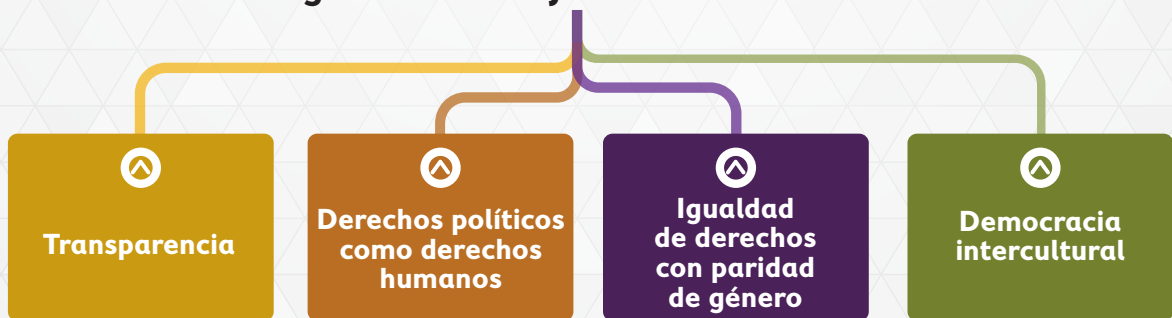 Transparencia
Derechos políticos
como derechos
humanos
Igualdad
de derechos
con paridad
de género
Democracia
intercultural